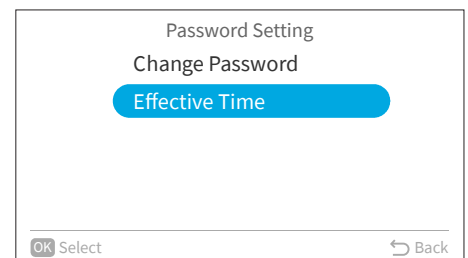 Password Setting
Change Password
Effective Time
OK Select Back